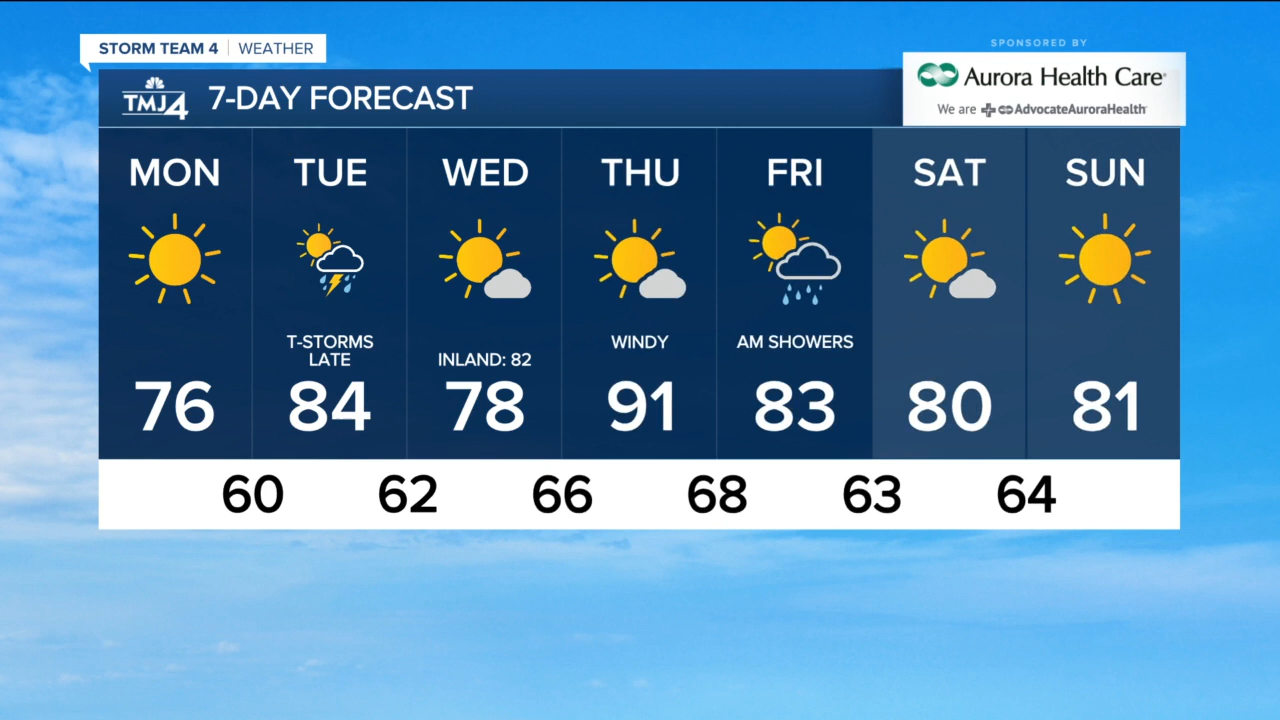 STORM TEAM 4 | WEATHER
SPONSORED BY
Aurora Health Care®
We are AdvocateAuroraHealth
TMJ4 7-DAY FORECAST
MON TUE WED THU FRI SAT SUN
T-STORMS LATE
INLAND: 82
WINDY
AM SHOWERS
76 84 78 91 83 80 81
60 62 66 68 63 64